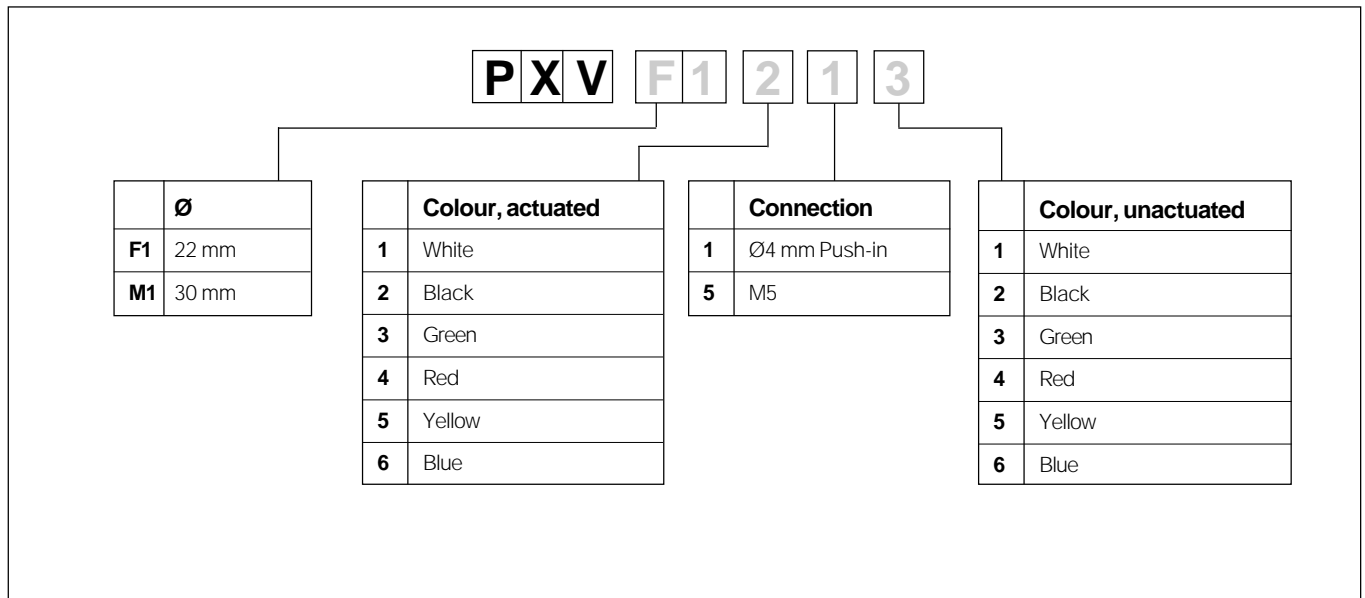 PXV F1 2 1 3
Ø
F1 22 mm
M1 30 mm
Colour, actuated
1 White
2 Black
3 Green
4 Red
5 Yellow
6 Blue
Connection
1 Ø4 mm Push-in
5 M5
Colour, unactuated
1 White
2 Black
3 Green
4 Red
5 Yellow
6 Blue